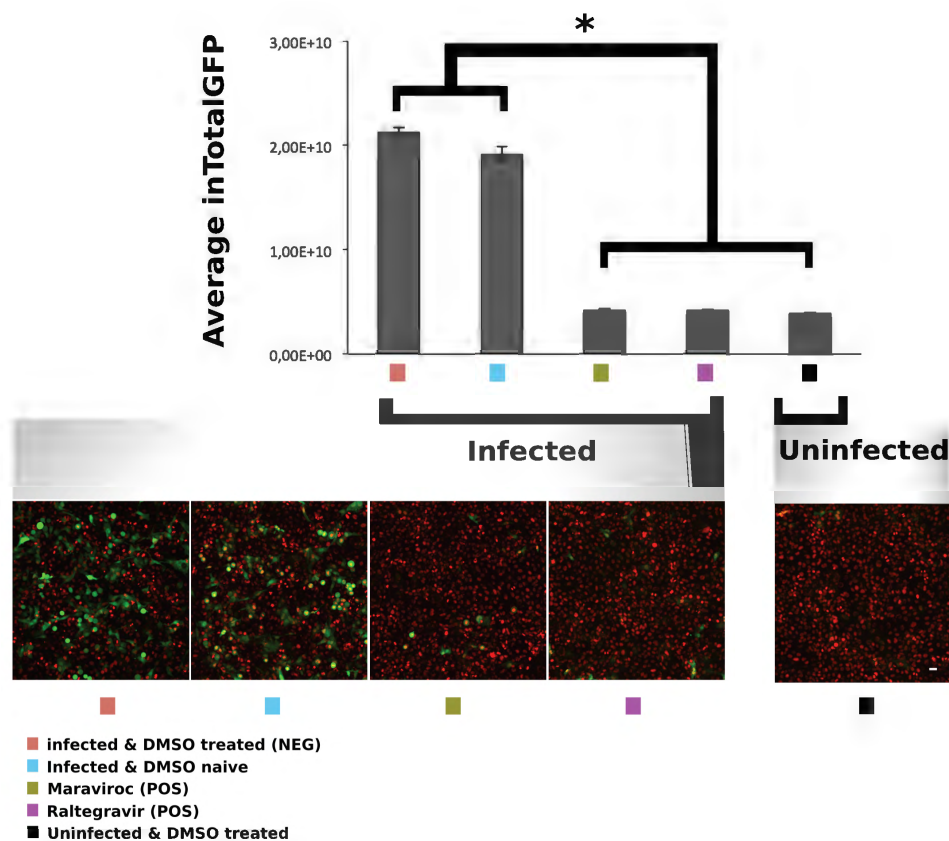 *
Average inTotalGFP
3,00E+10
2,00E+10
1,00E+10
0,00E+00
Infected
Uninfected
infected & DMSO treated (NEG)
Infected & DMSO naive
Maraviroc (POS)
Raltegravir (POS)
Uninfected & DMSO treated